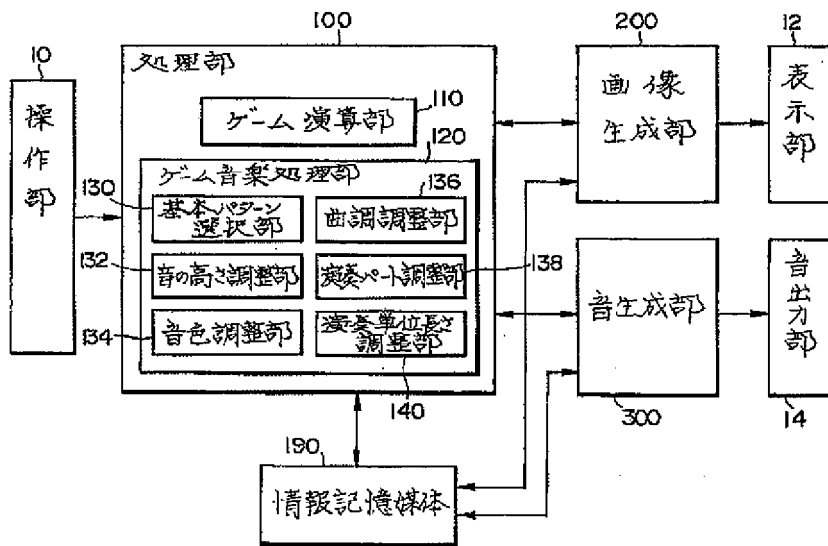 100
処理部
10
操作部
ゲーム演算部
110
120
ゲーム音楽処理部
130
基本パターン
選択部
136
曲調調整部
132
音の高さ調整部
演奏パート調整部
138
134
音色調整部
演奏単位長さ
調整部
140
200
画像
生成部
12
表示部
音生成部
300
音出力部
14
190
情報記憶媒体